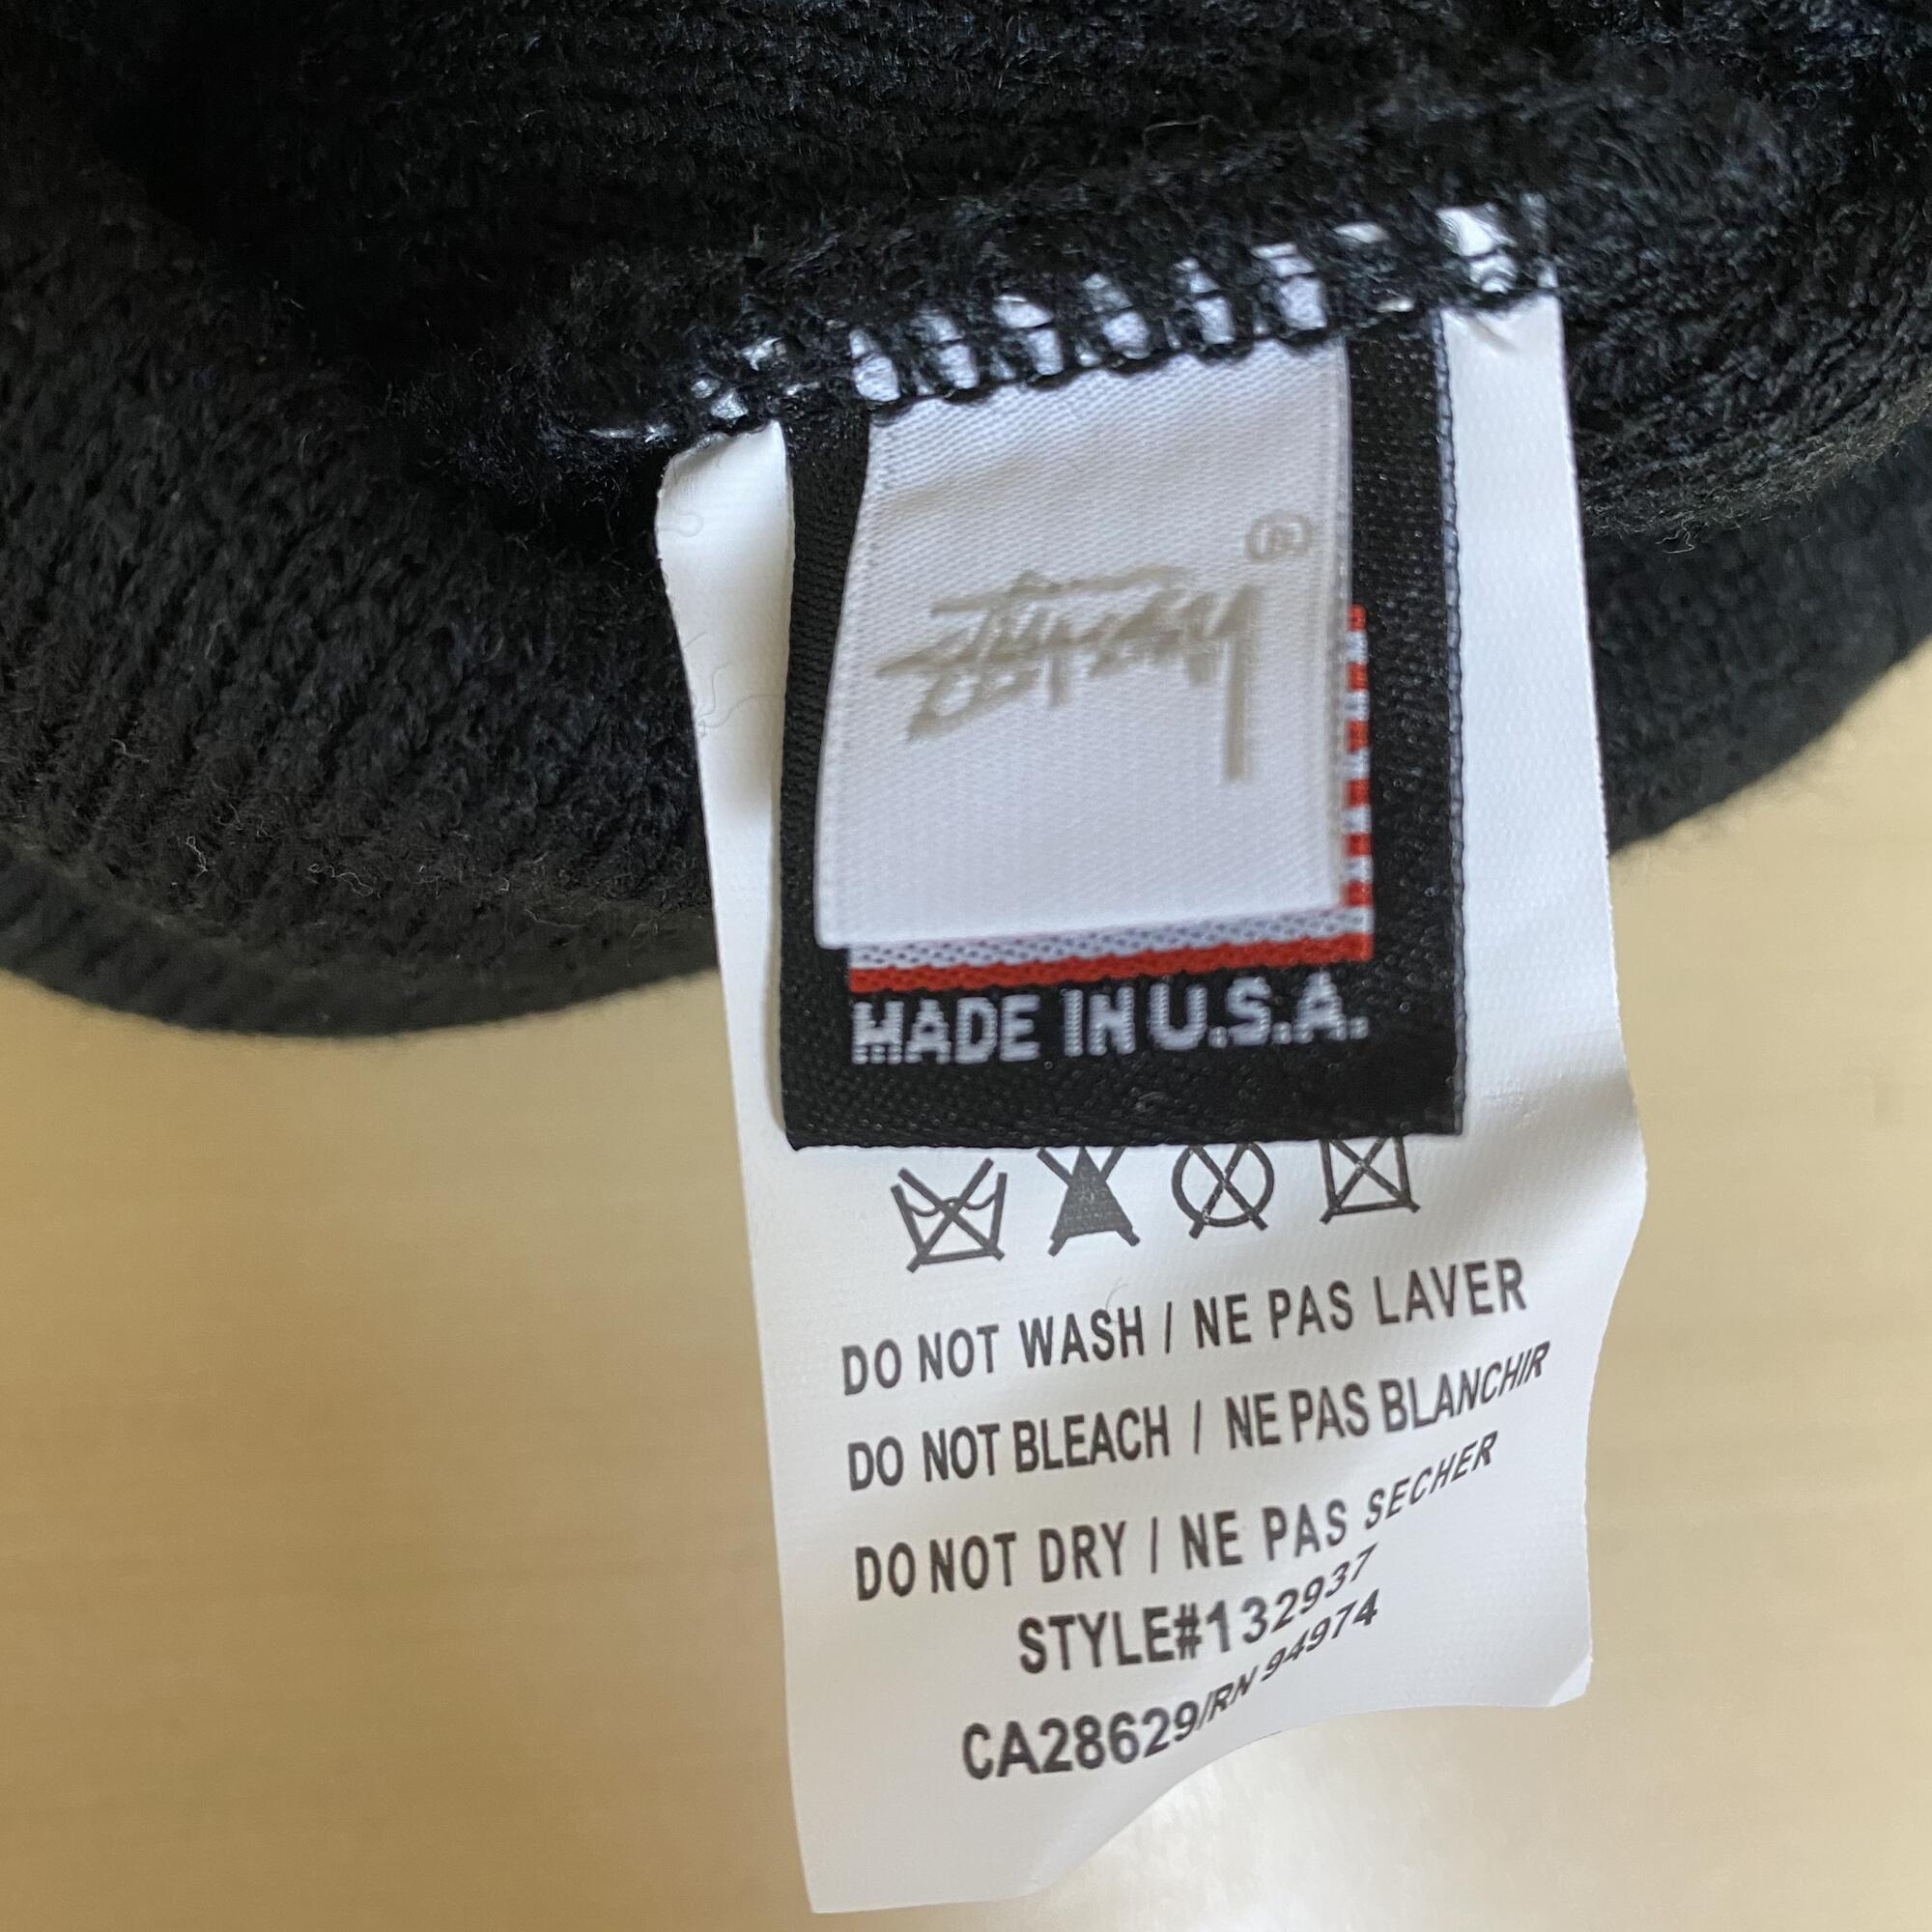 Stüssy ®
MADE IN U.S.A.
DO NOT WASH / NE PAS LAVER
DO NOT BLEACH / NE PAS BLANCHIR
DO NOT DRY / NE PAS SECHER
STYLE#132937
CA28629/RN 94974